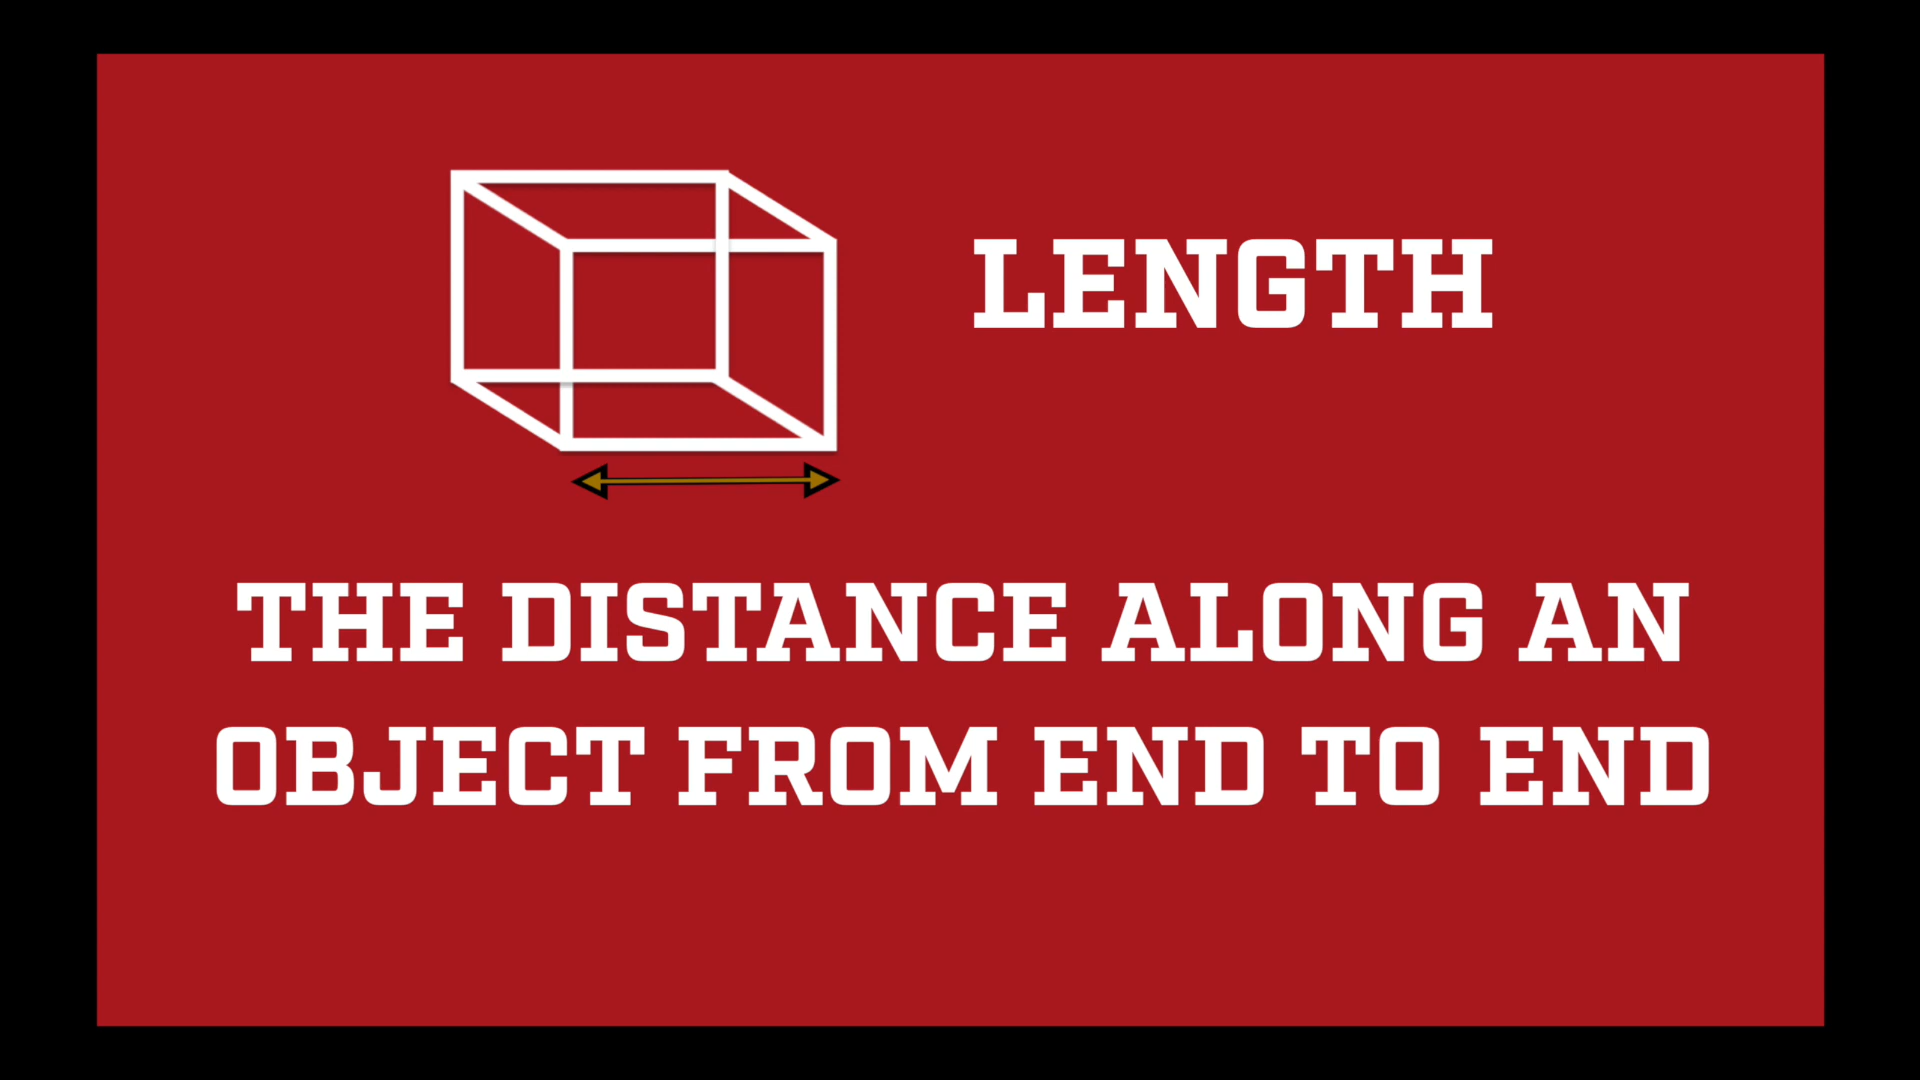 LENGTH
THE DISTANCE ALONG AN
OBJECT FROM END TO END